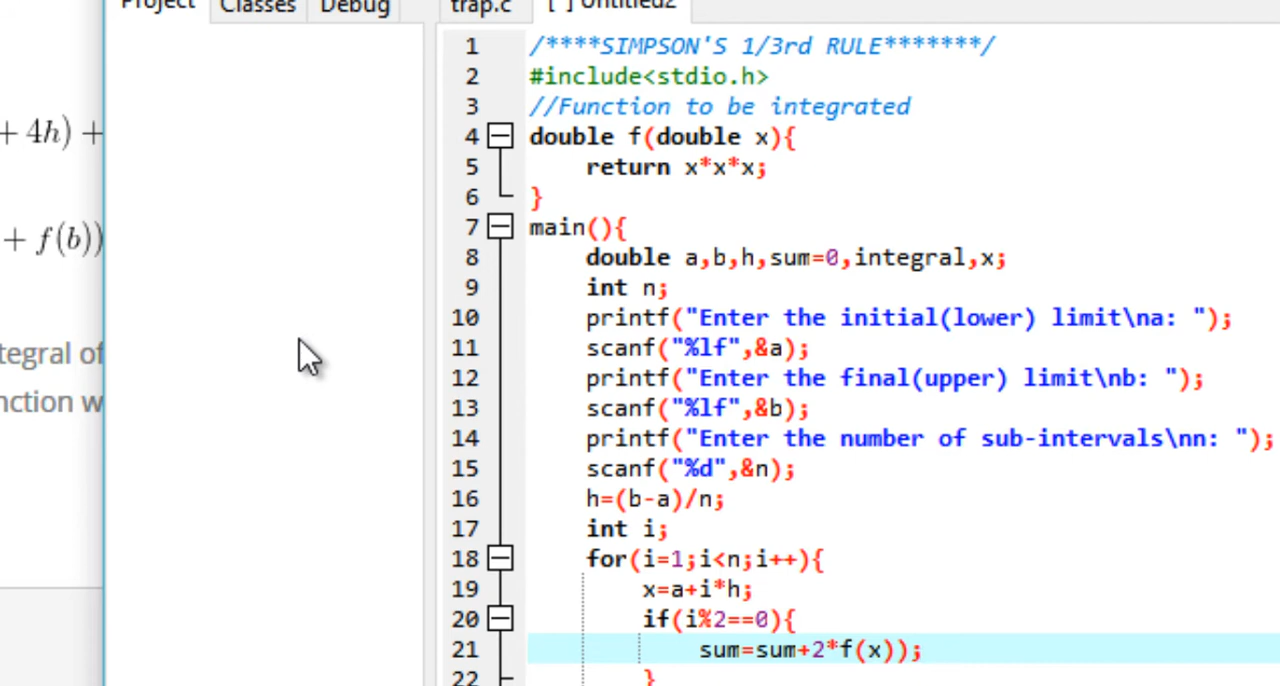 Project Classes Debug trap.c [*] Untitled2
+ 4h) +
+ f(b))
tegral of
nction w
1 /****SIMPSON'S 1/3rd RULE*******/
2 #include<stdio.h>
3 //Function to be integrated
4 double f(double x){
5 return x*x*x;
6 }
7 main(){
8 double a,b,h,sum=0,integral,x;
9 int n;
10 printf("Enter the initial(lower) limit\na: ");
11 scanf("%lf",&a);
12 printf("Enter the final(upper) limit\nb: ");
13 scanf("%lf",&b);
14 printf("Enter the number of sub-intervals\nn: ");
15 scanf("%d",&n);
16 h=(b-a)/n;
17 int i;
18 for(i=1;i<n;i++){
19 x=a+i*h;
20 if(i%2==0){
21 sum=sum+2*f(x));
22 }